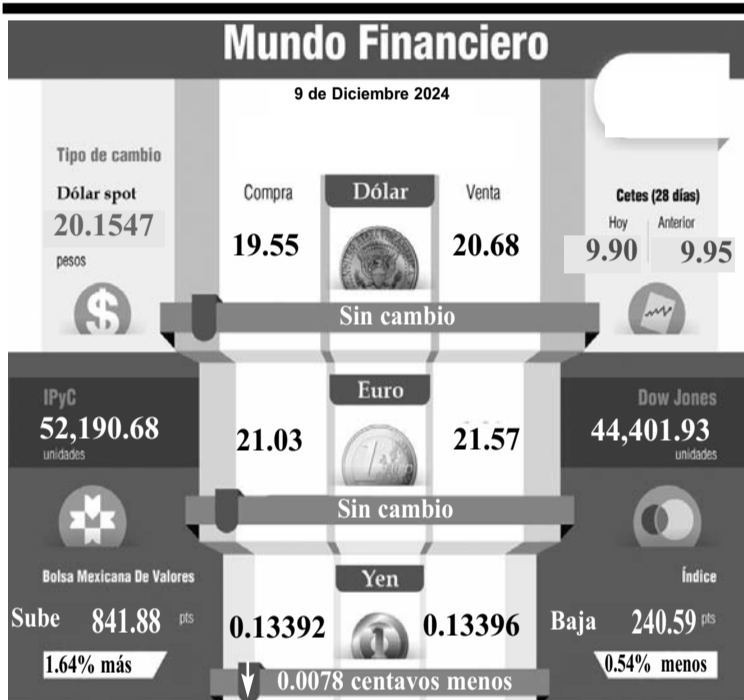 Mundo Financiero
9 de Diciembre 2024
Tipo de cambio
Dólar spot
20.1547
pesos
$
Compra
Dólar
Venta
19.55
20.68
Sin cambio
Cetes (28 días)
Hoy
Anterior
9.90
9.95
IPyC
52,190.68
unidades
Euro
21.03
21.57
1
Sin cambio
Dow Jones
44,401.93
unidades
Bolsa Mexicana De Valores
Sube 841.88 pts
1.64% más
Yen
0.13392
0.13396
0.0078 centavos menos
Índice
Baja 240.59 pts
0.54% menos